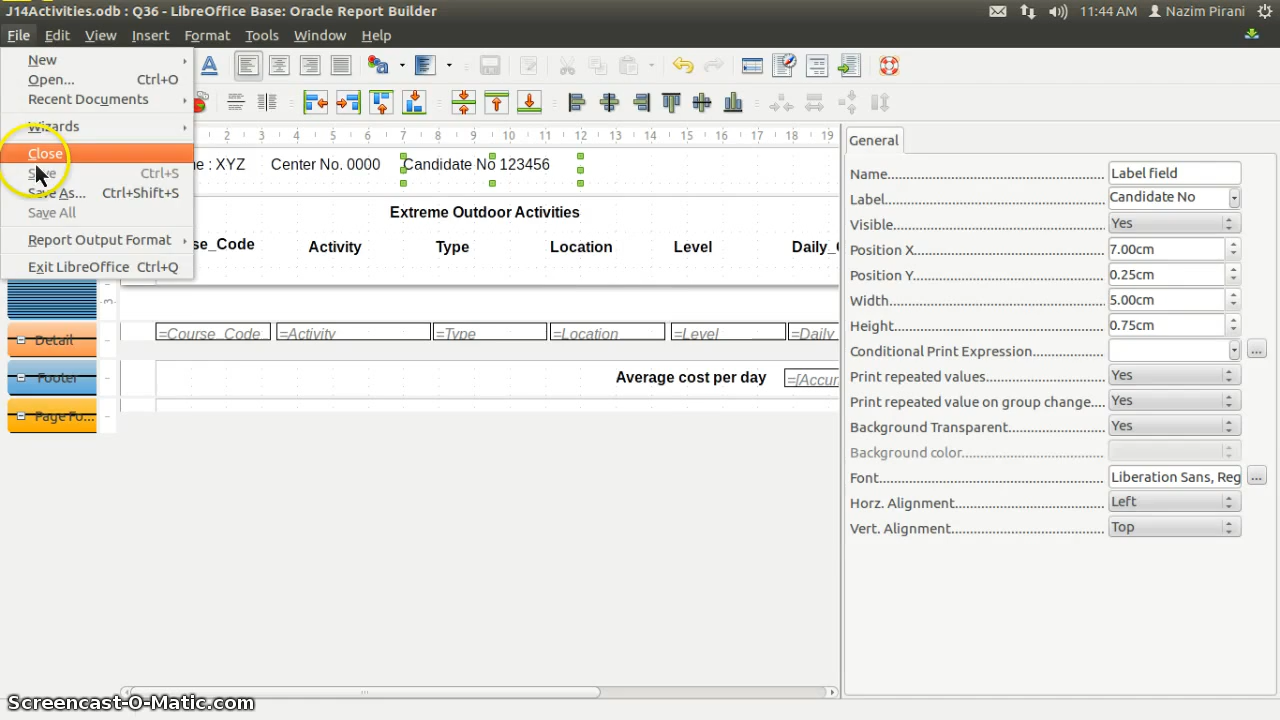 J14Activities.odb : Q36 - LibreOffice Base: Oracle Report Builder
11:44 AM
Nazim Pirani
File Edit View Insert Format Tools Window Help
New
Open... Ctrl+O
Recent Documents
Wizards
Close
Save Ctrl+S
Save As... Ctrl+Shift+S
Save All
Report Output Format
Exit LibreOffice Ctrl+Q
2 3 4 5 6 7 8 9 10 11 12 13 14 15 16 17 18 19
: XYZ Center No. 0000 Candidate No 123456
Extreme Outdoor Activities
se_Code Activity Type Location Level Daily_
3
Detail
=Course_Code =Activity =Type =Location =Level =Daily
Footer
Average cost per day =[Accur
Page Fo...
General
Name... Label field
Label... Candidate No
Visible... Yes
Position X... 7.00cm
Position Y... 0.25cm
Width... 5.00cm
Height... 0.75cm
Conditional Print Expression... ...
Print repeated values... Yes
Print repeated value on group change.... Yes
Background Transparent... Yes
Background color...
Font... Liberation Sans, Reg ...
Horz. Alignment... Left
Vert. Alignment... Top
Screencast-O-Matic.com